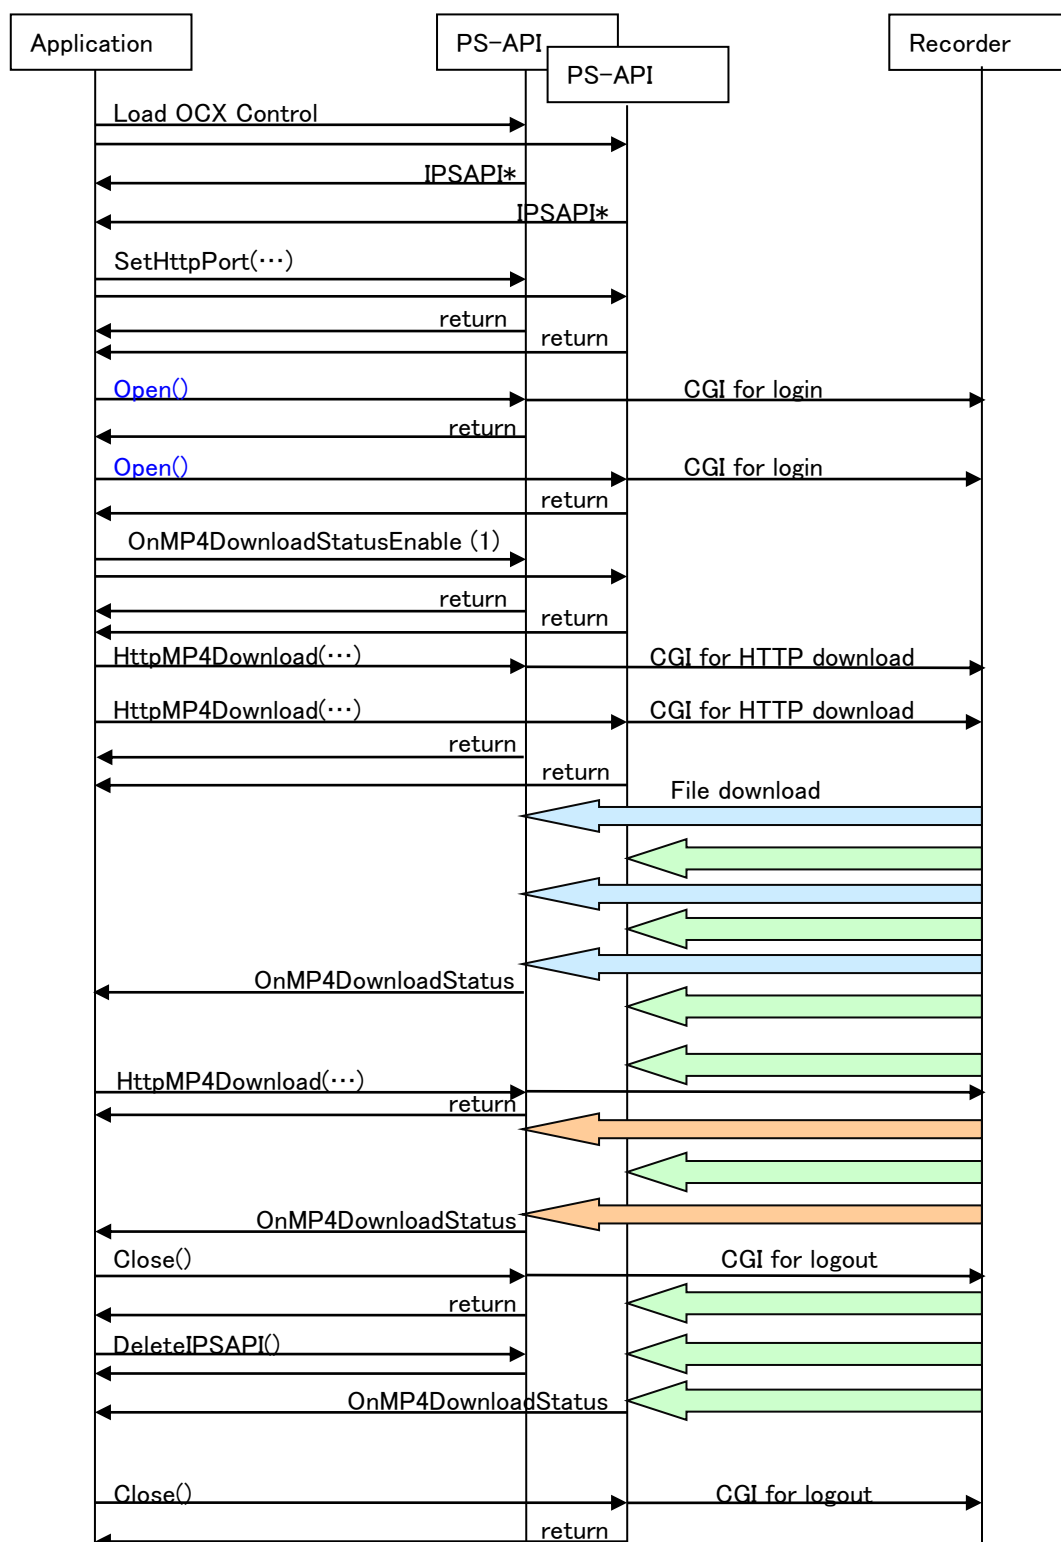 Application
PS-API
Recorder
PS-API
Load OCX Control
IPSAPI*
IPSAPI*
SetHttpPort(…)
return
return
Open()
CGI for login
return
Open()
CGI for login
return
OnMP4DownloadStatusEnable (1)
return
return
HttpMP4Download(…)
CGI for HTTP download
HttpMP4Download(…)
CGI for HTTP download
return
return
File download
OnMP4DownloadStatus
HttpMP4Download(…)
return
OnMP4DownloadStatus
Close()
CGI for logout
return
DeleteIPSAPI()
OnMP4DownloadStatus
Close()
CGI for logout
return